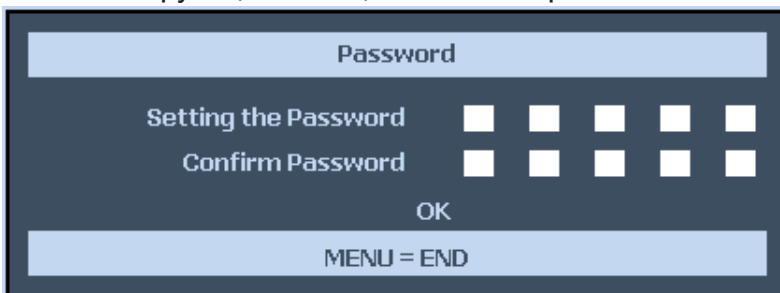 Password
Setting the Password
Confirm Password
OK
MENU = END